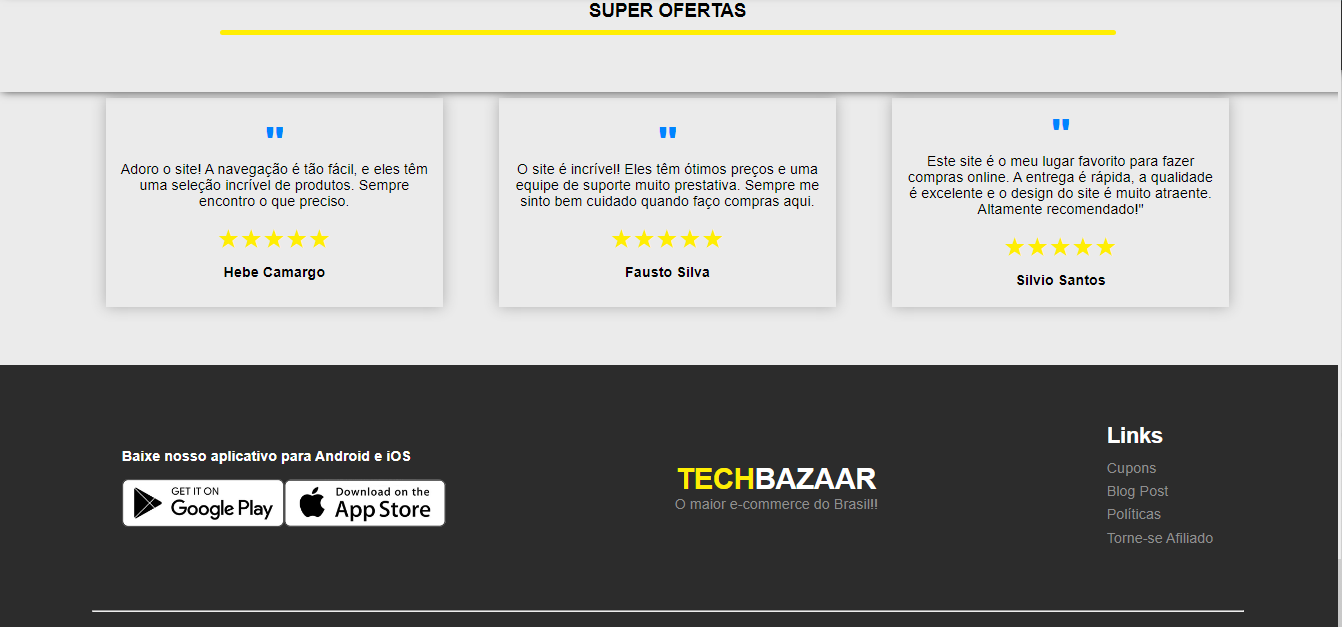 SUPER OFERTAS
"
Adoro o site! A navegação é tão fácil, e eles têm
uma seleção incrível de produtos. Sempre
encontro o que preciso.
Hebe Camargo
"
O site é incrível! Eles têm ótimos preços e uma
equipe de suporte muito prestativa. Sempre me
sinto bem cuidado quando faço compras aqui.
Fausto Silva
"
Este site é o meu lugar favorito para fazer
compras online. A entrega é rápida, a qualidade
é excelente e o design do site é muito atraente.
Altamente recomendado!"
Silvio Santos
Baixe nosso aplicativo para Android e iOS
GET IT ON
Google Play
Download on the
App Store
TECHBAZAAR
O maior e-commerce do Brasil!!
Links
Cupons
Blog Post
Políticas
Torne-se Afiliado